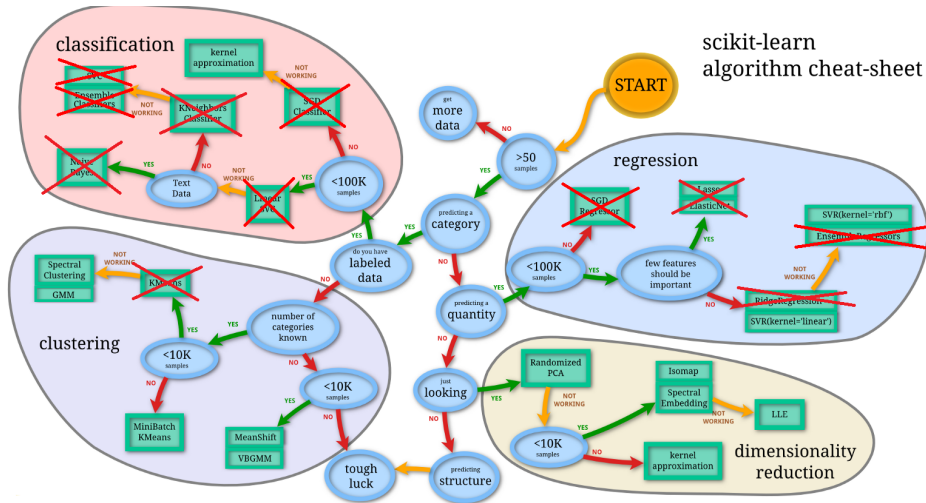 scikit-learn
algorithm cheat-sheet
START
classification
kernel
approximation
NOT
WORKING
SVC
Ensemble
Classifiers
NOT
WORKING
KNeighbors
Classifier
SGD
Classifier
YES
NO
NO
Naive
Bayes
Text
Data
NOT
WORKING
Linear
SVC
YES
<100K
samples
YES
get
more
data
NO
>50
samples
YES
predicting a
category
YES
do you have
labeled
data
NO
NO
predicting a
quantity
YES
NO
just
looking
YES
NO
predicting
structure
tough
luck
regression
SGD
Regressor
NO
<100K
samples
YES
few features
should be
important
YES
Lasso
ElasticNet
NO
SVR(kernel='rbf')
EnsembleRegressors
NOT
WORKING
RidgeRegression
SVR(kernel='linear')
clustering
Spectral
Clustering
GMM
NOT
WORKING
KMeans
YES
<10K
samples
YES
number of
categories
known
NO
NO
MiniBatch
KMeans
<10K
samples
YES
NO
MeanShift
VBGMM
Randomized
PCA
NOT
WORKING
<10K
samples
YES
NO
Isomap
Spectral
Embedding
NOT
WORKING
LLE
kernel
approximation
dimensionality
reduction